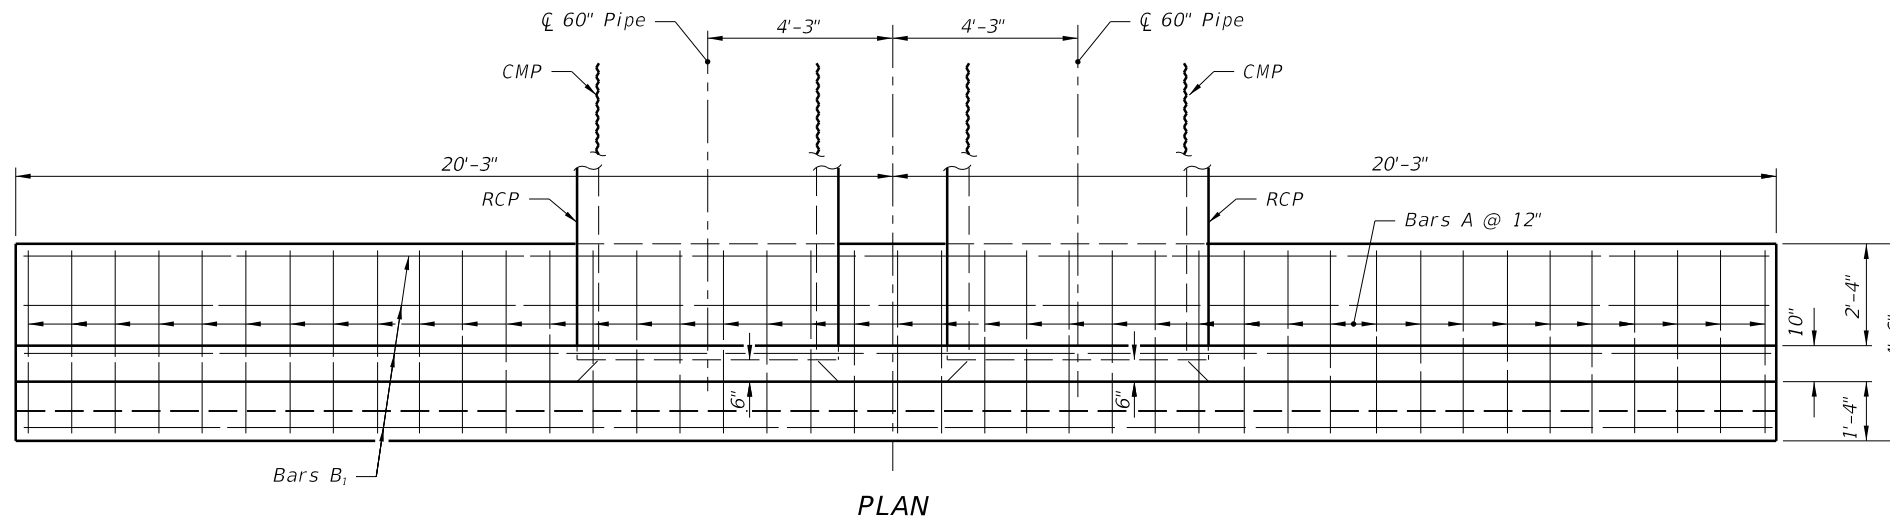 ℄ 60" Pipe
4'-3"
4'-3"
℄ 60" Pipe
CMP
CMP
20'-3"
20'-3"
RCP
RCP
Bars A @ 12"
2'-4"
10"
6"
6"
1'-4"
Bars B₁
PLAN